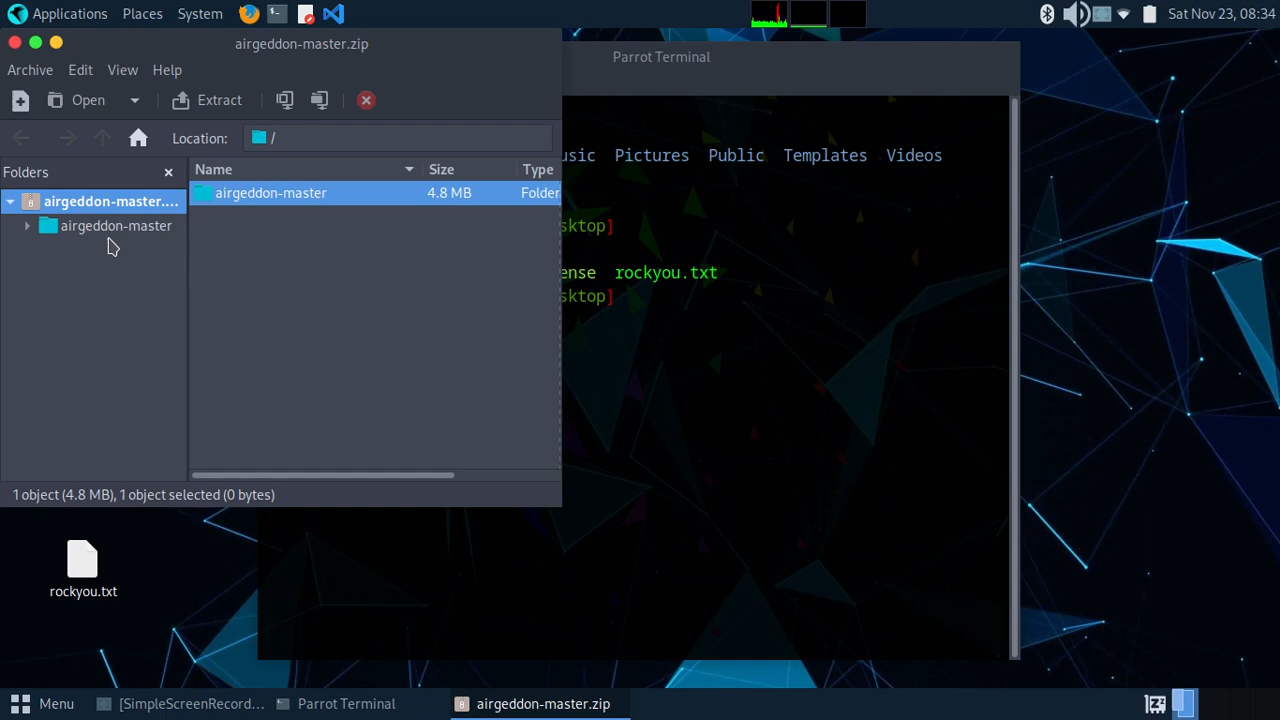 Applications Places System
Sat Nov 23, 08:34
airgeddon-master.zip
Parrot Terminal
Archive Edit View Help
Open Extract
Location: /
Folders
Name Size Type
airgeddon-master....
airgeddon-master 4.8 MB Folder
airgeddon-master
usic Pictures Public Templates Videos
sktop]
ense rockyou.txt
sktop]
1 object (4.8 MB), 1 object selected (0 bytes)
rockyou.txt
Menu [SimpleScreenRecord... Parrot Terminal airgeddon-master.zip